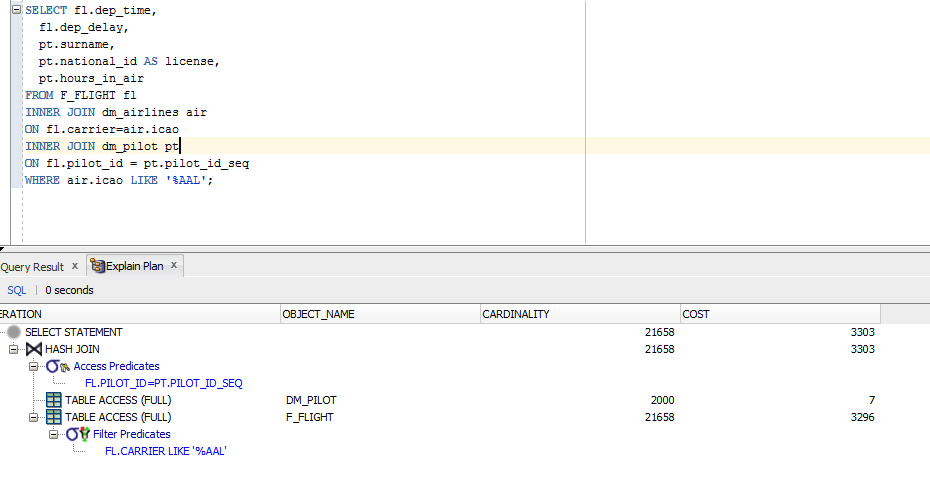 SELECT fl.dep_time,
fl.dep_delay,
pt.surname,
pt.national_id AS license,
pt.hours_in_air
FROM F_FLIGHT fl
INNER JOIN dm_airlines air
ON fl.carrier=air.icao
INNER JOIN dm_pilot pt
ON fl.pilot_id = pt.pilot_id_seq
WHERE air.icao LIKE '%AAL';
Query Result x Explain Plan x
SQL | 0 seconds
ERATION OBJECT_NAME CARDINALITY COST
SELECT STATEMENT 21658 3303
HASH JOIN 21658 3303
Access Predicates
FL.PILOT_ID=PT.PILOT_ID_SEQ
TABLE ACCESS (FULL) DM_PILOT 2000 7
TABLE ACCESS (FULL) F_FLIGHT 21658 3296
Filter Predicates
FL.CARRIER LIKE '%AAL'